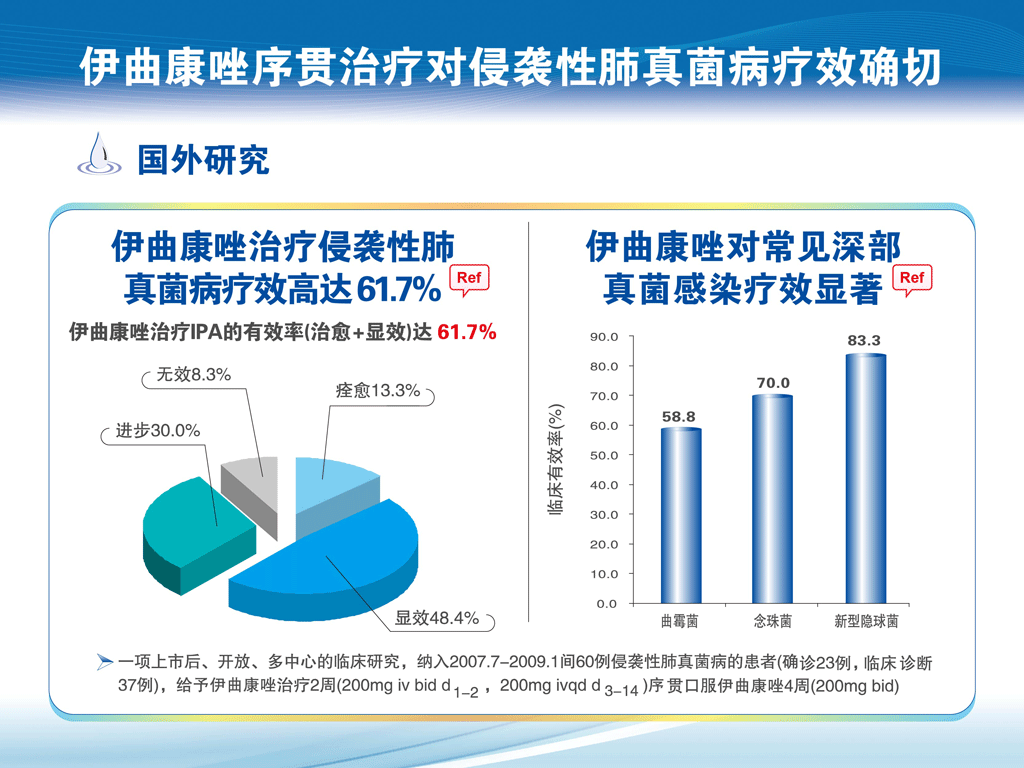 伊曲康唑序贯治疗对侵袭性肺真菌病疗效确切
国外研究
伊曲康唑治疗侵袭性肺
真菌病疗效高达61.7%
Ref
伊曲康唑治疗IPA的有效率(治愈+显效)达 61.7%
无效8.3%
痊愈13.3%
进步30.0%
显效48.4%
伊曲康唑对常见深部
真菌感染疗效显著
Ref
临床有效率(%)
90.0
80.0
70.0
60.0
50.0
40.0
30.0
20.0
10.0
0.0
58.8
70.0
83.3
曲霉菌
念珠菌
新型隐球菌
一项上市后、开放、多中心的临床研究，纳入2007.7-2009.1间60例侵袭性肺真菌病的患者(确诊23例，临床诊断
37例)，给予伊曲康唑治疗2周(200mg iv bid d1-2，200mg ivqd d3-14)序贯口服伊曲康唑4周(200mg bid)